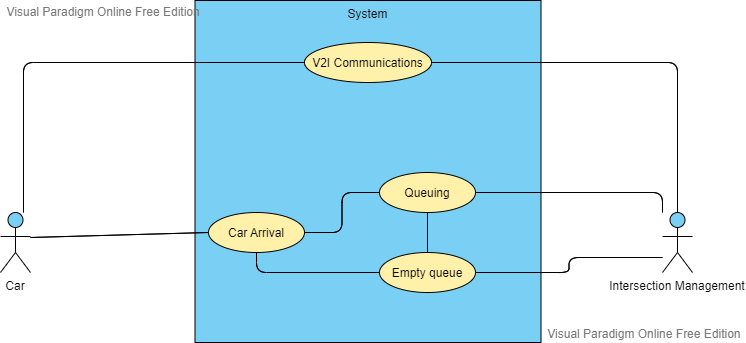 Visual Paradigm Online Free Edition
System
V2I Communications
Queuing
Car Arrival
Empty queue
Car
Intersection Management
Visual Paradigm Online Free Edition